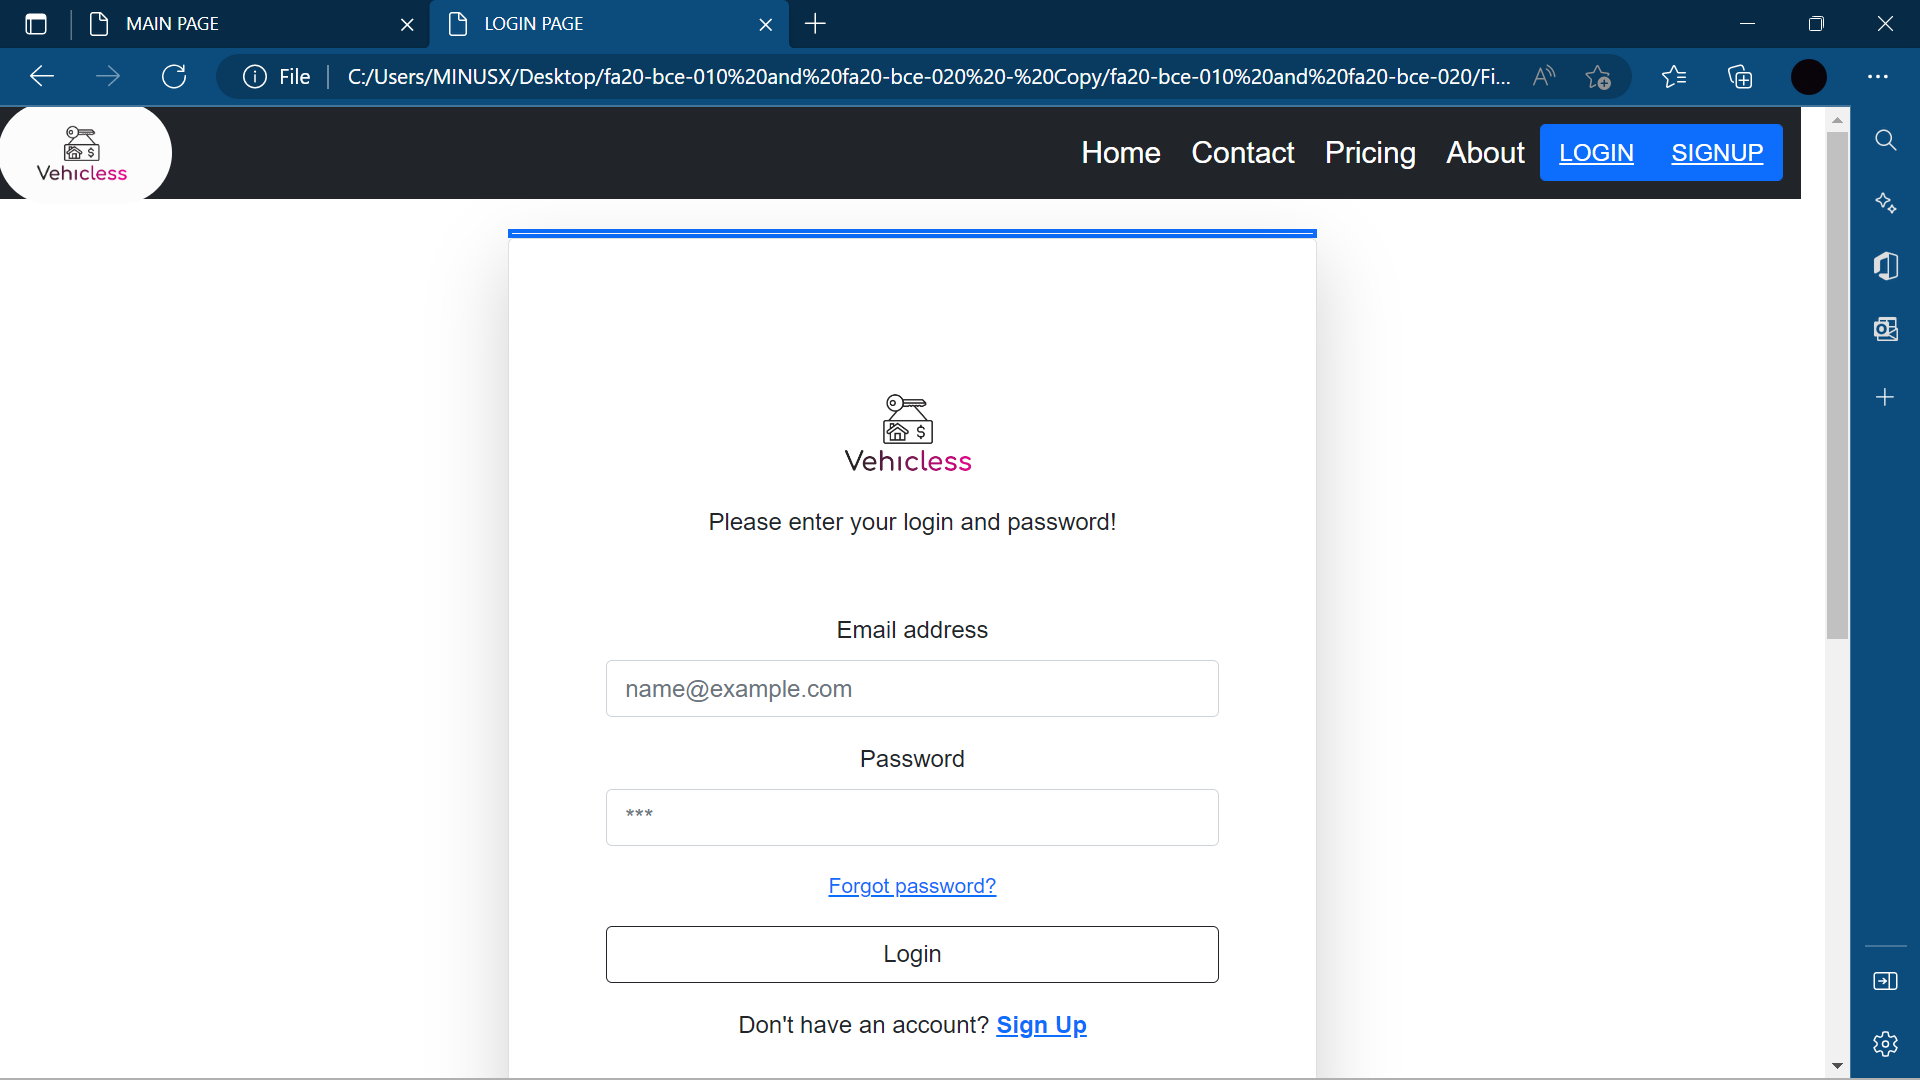 MAIN PAGE
LOGIN PAGE
File
C:/Users/MINUSX/Desktop/fa20-bce-010%20and%20fa20-bce-020%20-%20Copy/fa20-bce-010%20and%20fa20-bce-020/Fi...
Vehicless
Home Contact Pricing About LOGIN SIGNUP
Vehicless
Please enter your login and password!
Email address
name@example.com
Password
***
Forgot password?
Login
Don't have an account? Sign Up